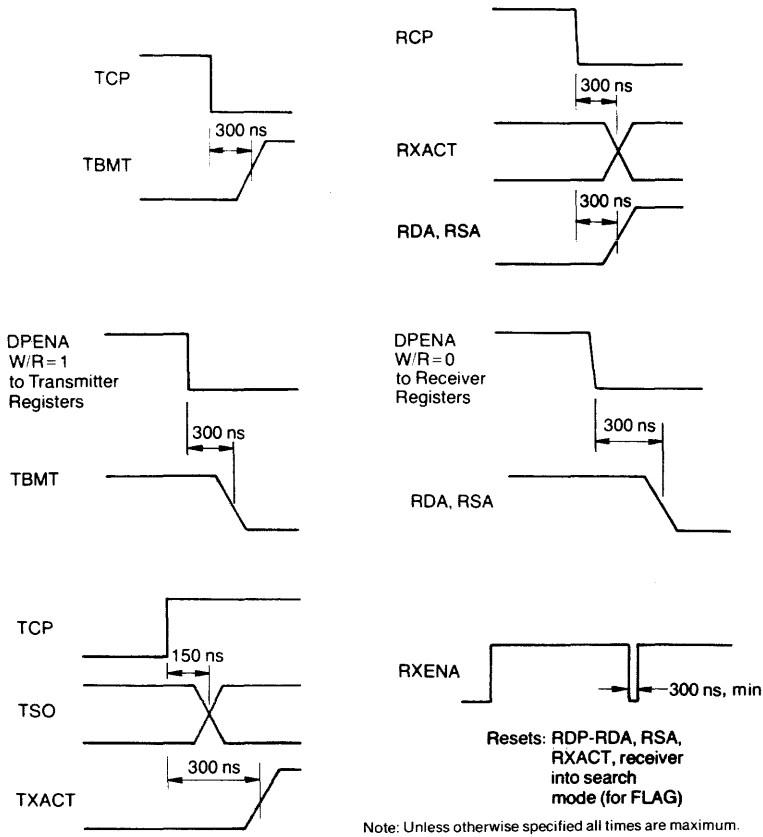 TCP
300 ns
TBMT
RCP
300 ns
RXACT
300 ns
RDA, RSA
DPENA
W/R=1
to Transmitter
Registers
300 ns
TBMT
DPENA
W/R=0
to Receiver
Registers
300 ns
RDA, RSA
TCP
150 ns
TSO
300 ns
TXACT
RXENA
300 ns, min
Resets: RDP-RDA, RSA,
RXACT, receiver
into search
mode (for FLAG)
Note: Unless otherwise specified all times are maximum.